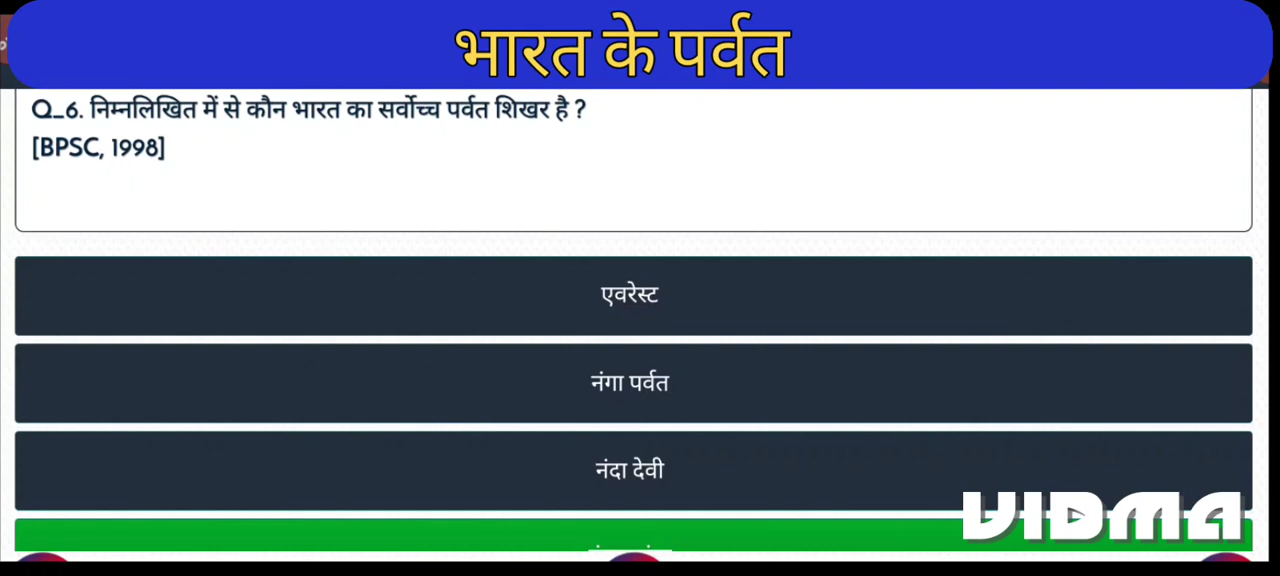 भारत के पर्वत
Q_6. निम्नलिखित में से कौन भारत का सर्वोच्च पर्वत शिखर है ?
[BPSC, 1998]
एवरेस्ट
नंगा पर्वत
नंदा देवी
VIDMA